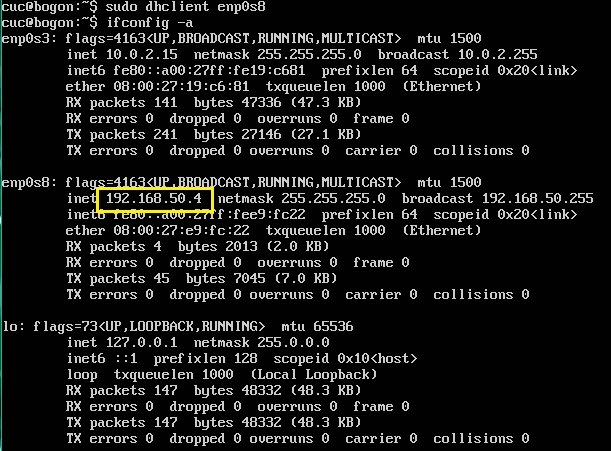 cuc@bogon:~$ sudo dhclient enp0s8
cuc@bogon:~$ ifconfig -a
enp0s3: flags=4163<UP,BROADCAST,RUNNING,MULTICAST>  mtu 1500
        inet 10.0.2.15  netmask 255.255.255.0  broadcast 10.0.2.255
        inet6 fe80::a00:27ff:fe19:c681  prefixlen 64  scopeid 0x20<link>
        ether 08:00:27:19:c6:81  txqueuelen 1000  (Ethernet)
        RX packets 141  bytes 47336 (47.3 KB)
        RX errors 0  dropped 0  overruns 0  frame 0
        TX packets 241  bytes 27146 (27.1 KB)
        TX errors 0  dropped 0 overruns 0  carrier 0  collisions 0

enp0s8: flags=4163<UP,BROADCAST,RUNNING,MULTICAST>  mtu 1500
        inet 192.168.50.4  netmask 255.255.255.0  broadcast 192.168.50.255
        inet6 fe80::a00:27ff:fee9:fc22  prefixlen 64  scopeid 0x20<link>
        ether 08:00:27:e9:fc:22  txqueuelen 1000  (Ethernet)
        RX packets 4  bytes 2013 (2.0 KB)
        RX errors 0  dropped 0  overruns 0  frame 0
        TX packets 45  bytes 7045 (7.0 KB)
        TX errors 0  dropped 0 overruns 0  carrier 0  collisions 0

lo: flags=73<UP,LOOPBACK,RUNNING>  mtu 65536
        inet 127.0.0.1  netmask 255.0.0.0
        inet6 ::1  prefixlen 128  scopeid 0x10<host>
        loop  txqueuelen 1000  (Local Loopback)
        RX packets 147  bytes 48332 (48.3 KB)
        RX errors 0  dropped 0  overruns 0  frame 0
        TX packets 147  bytes 48332 (48.3 KB)
        TX errors 0  dropped 0 overruns 0  carrier 0  collisions 0